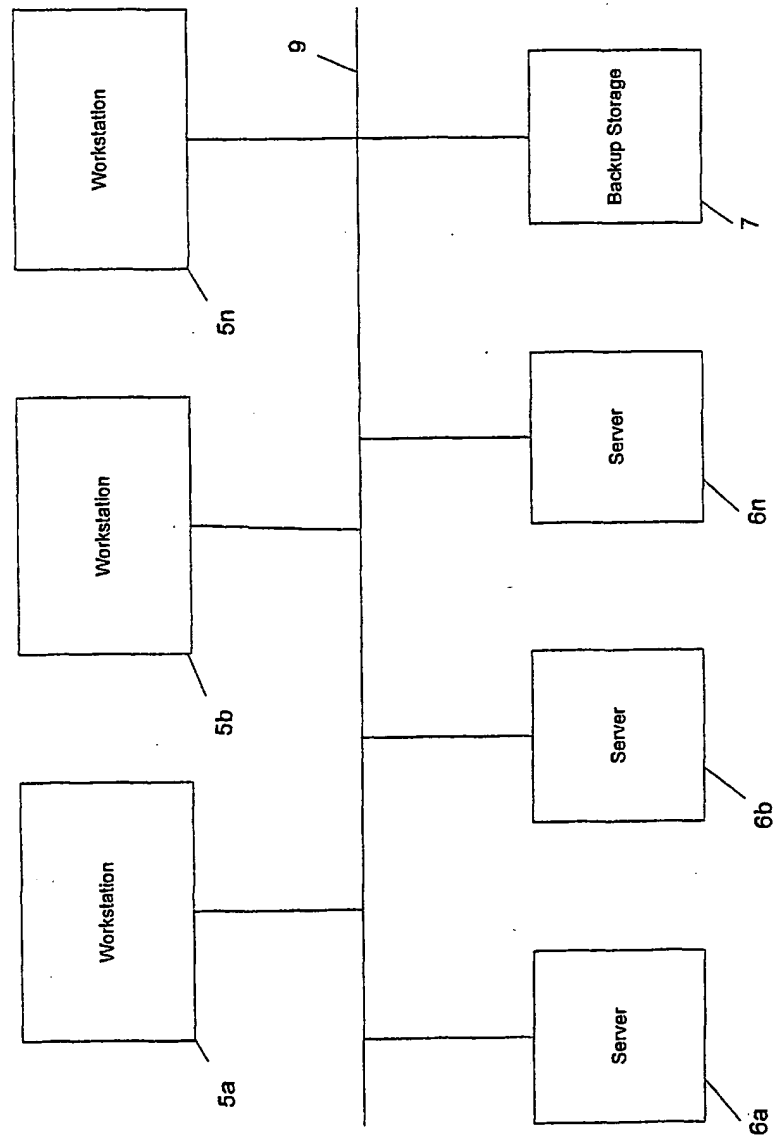 Workstation
5a
Workstation
5b
Workstation
5n
9
Server
6a
Server
6b
Server
6n
Backup Storage
7